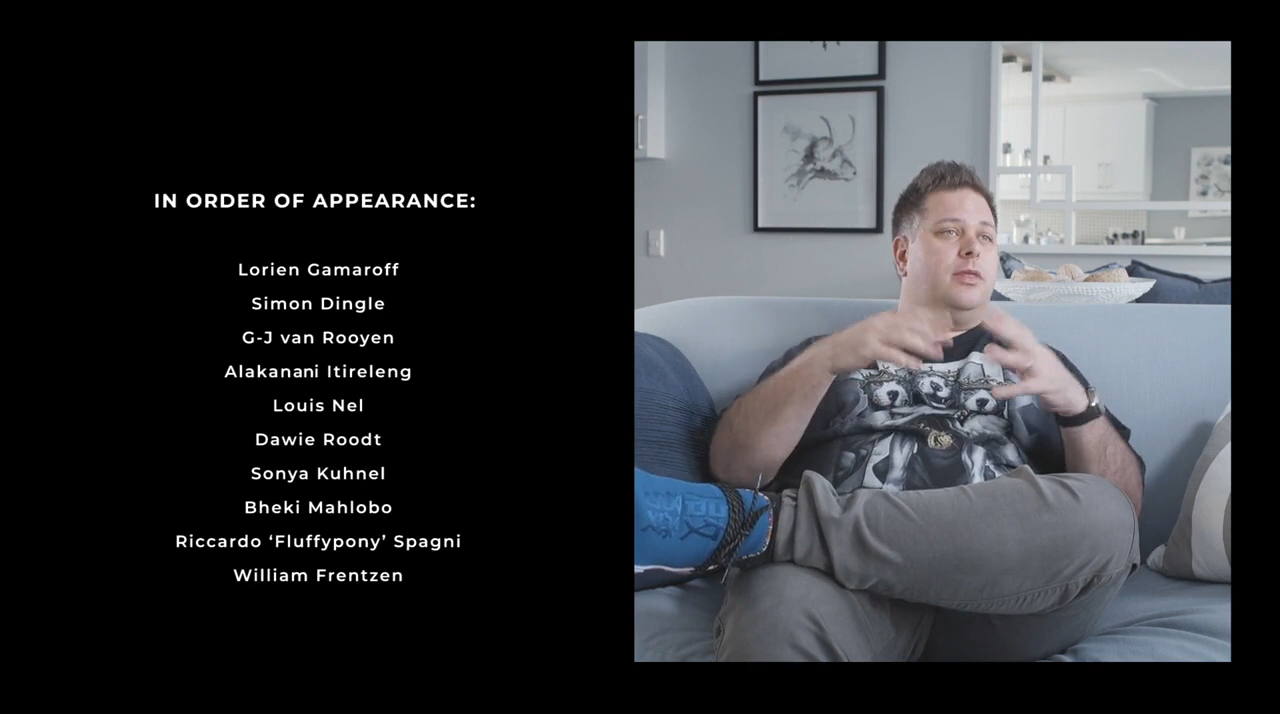 IN ORDER OF APPEARANCE:
Lorien Gamaroff
Simon Dingle
G-J van Rooyen
Alakanani Itireleng
Louis Nel
Dawie Roodt
Sonya Kuhnel
Bheki Mahlobo
Riccardo ‘Fluffypony’ Spagni
William Frentzen